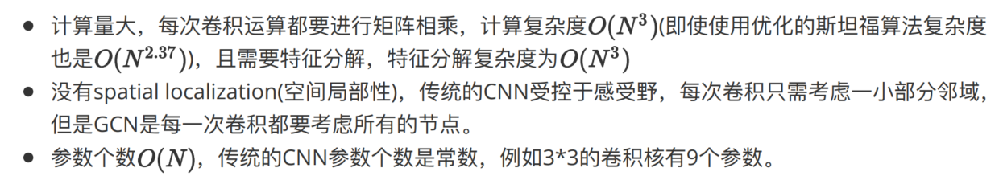 ● 计算量大，每次卷积运算都要进行矩阵相乘，计算复杂度O(N³)(即使使用优化的斯坦福算法复杂度
也是O(N^2.37))，且需要特征分解，特征分解复杂度为O(N³)
● 没有spatial localization(空间局部性)，传统的CNN受控于感受野，每次卷积只需考虑一小部分邻域，
但是GCN是每一次卷积都要考虑所有的节点。
● 参数个数O(N)，传统的CNN参数个数是常数，例如3*3的卷积核有9个参数。